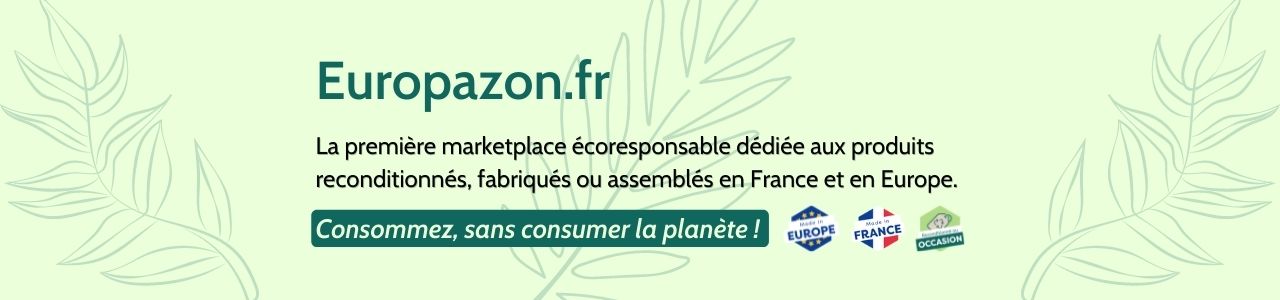 Europazon.fr
La première marketplace écoresponsable dédiée aux produits
reconditionnés, fabriqués ou assemblés en France et en Europe.
Consommez, sans consumer la planète !
Made in
EUROPE
Made in
FRANCE
OCCASION